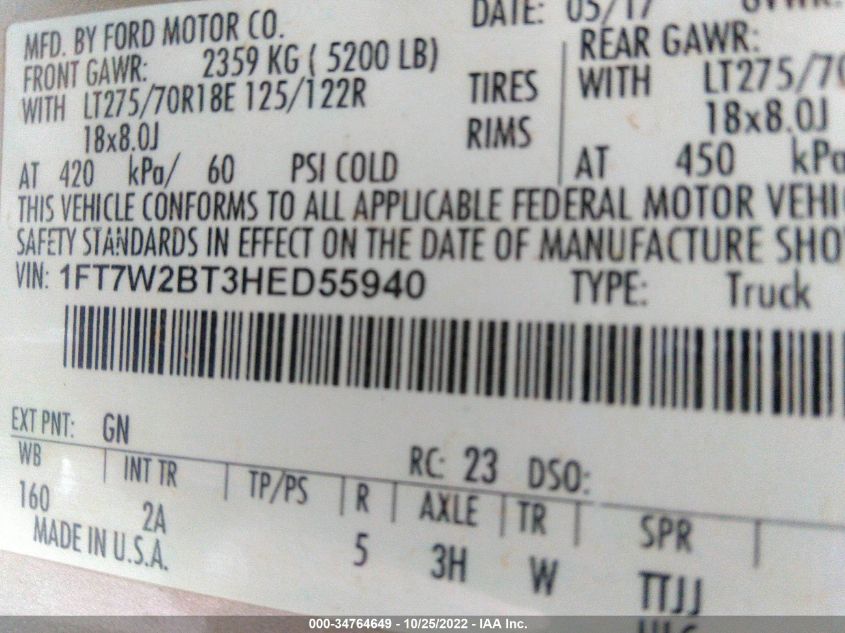 MFD. BY FORD MOTOR CO. DATE: 05/17 GVWR:
FRONT GAWR: 2359 KG ( 5200 LB) REAR GAWR:
WITH LT275/70R18E 125/122R TIRES WITH LT275/70
18x8.0J RIMS 18x8.0J
AT 420 kPa/ 60 PSI COLD AT 450 kPa
THIS VEHICLE CONFORMS TO ALL APPLICABLE FEDERAL MOTOR VEHI
SAFETY STANDARDS IN EFFECT ON THE DATE OF MANUFACTURE SHO
VIN: 1FT7W2BT3HED55940 TYPE: Truck
EXT PNT: GN RC: 23 DSO:
WB INT TR TP/PS R AXLE TR SPR
160 2A 5 3H W TTJJ
MADE IN U.S.A.
000-34764649 - 10/25/2022 - IAA Inc.